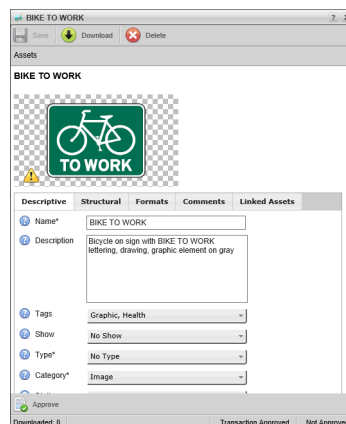 BIKE TO WORK ?
Save Download Delete
Assets
BIKE TO WORK
TO WORK
Descriptive Structural Formats Comments Linked Assets
? Name* BIKE TO WORK
? Description Bicycle on sign with BIKE TO WORK
lettering, drawing, graphic element on gray
? Tags Graphic, Health
? Show No Show
? Type* No Type
? Category* Image
Approve
Downloaded: 0 Transaction Approved Not Approve